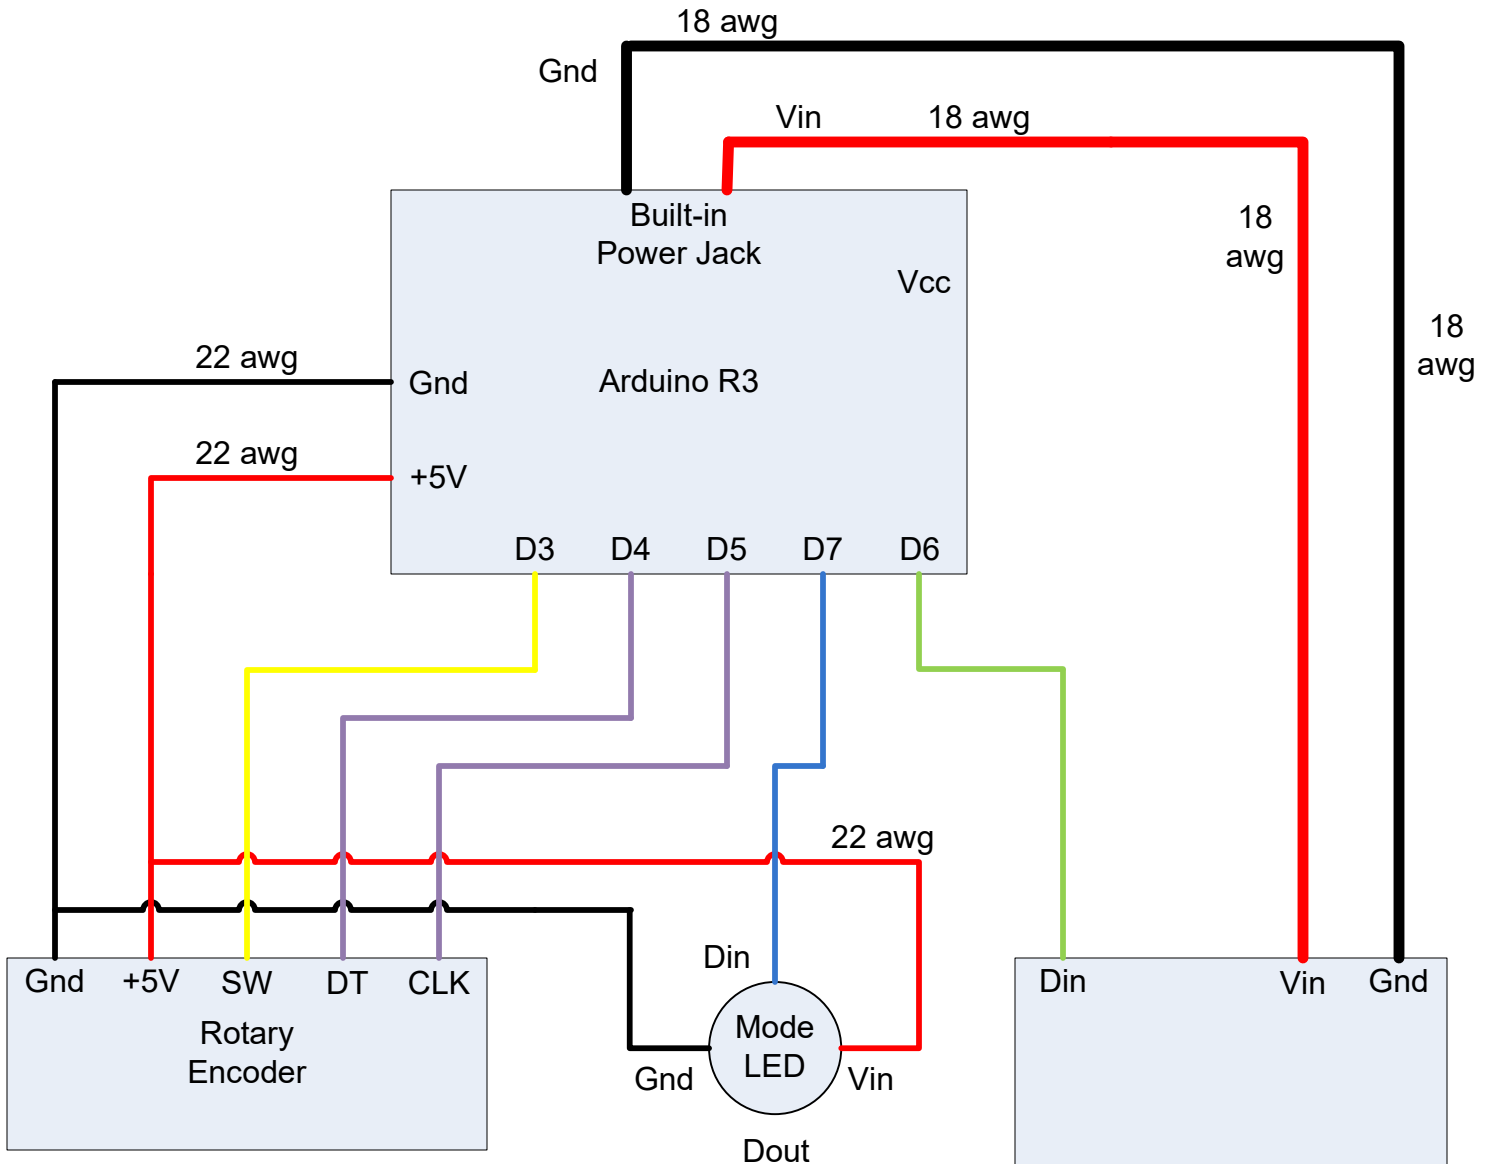 18 awg
Gnd
Vin
18 awg
Built-in
Power Jack
18
awg
Vcc
18
awg
22 awg
Gnd
Arduino R3
22 awg
+5V
D3
D4
D5
D7
D6
22 awg
Din
Gnd
+5V
SW
DT
CLK
Din
Vin
Gnd
Rotary
Encoder
Mode
LED
Gnd
Vin
Dout